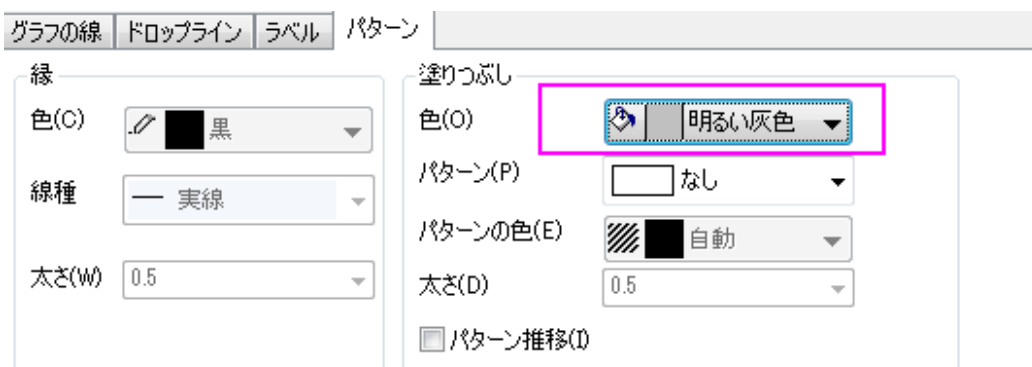 グラフの線 ドロップライン ラベル パターン
縁
色(C) 黒
線種 実線
太さ(W) 0.5
塗りつぶし
色(O) 明るい灰色
パターン(P) なし
パターンの色(E) 自動
太さ(D) 0.5
パターン推移(I)